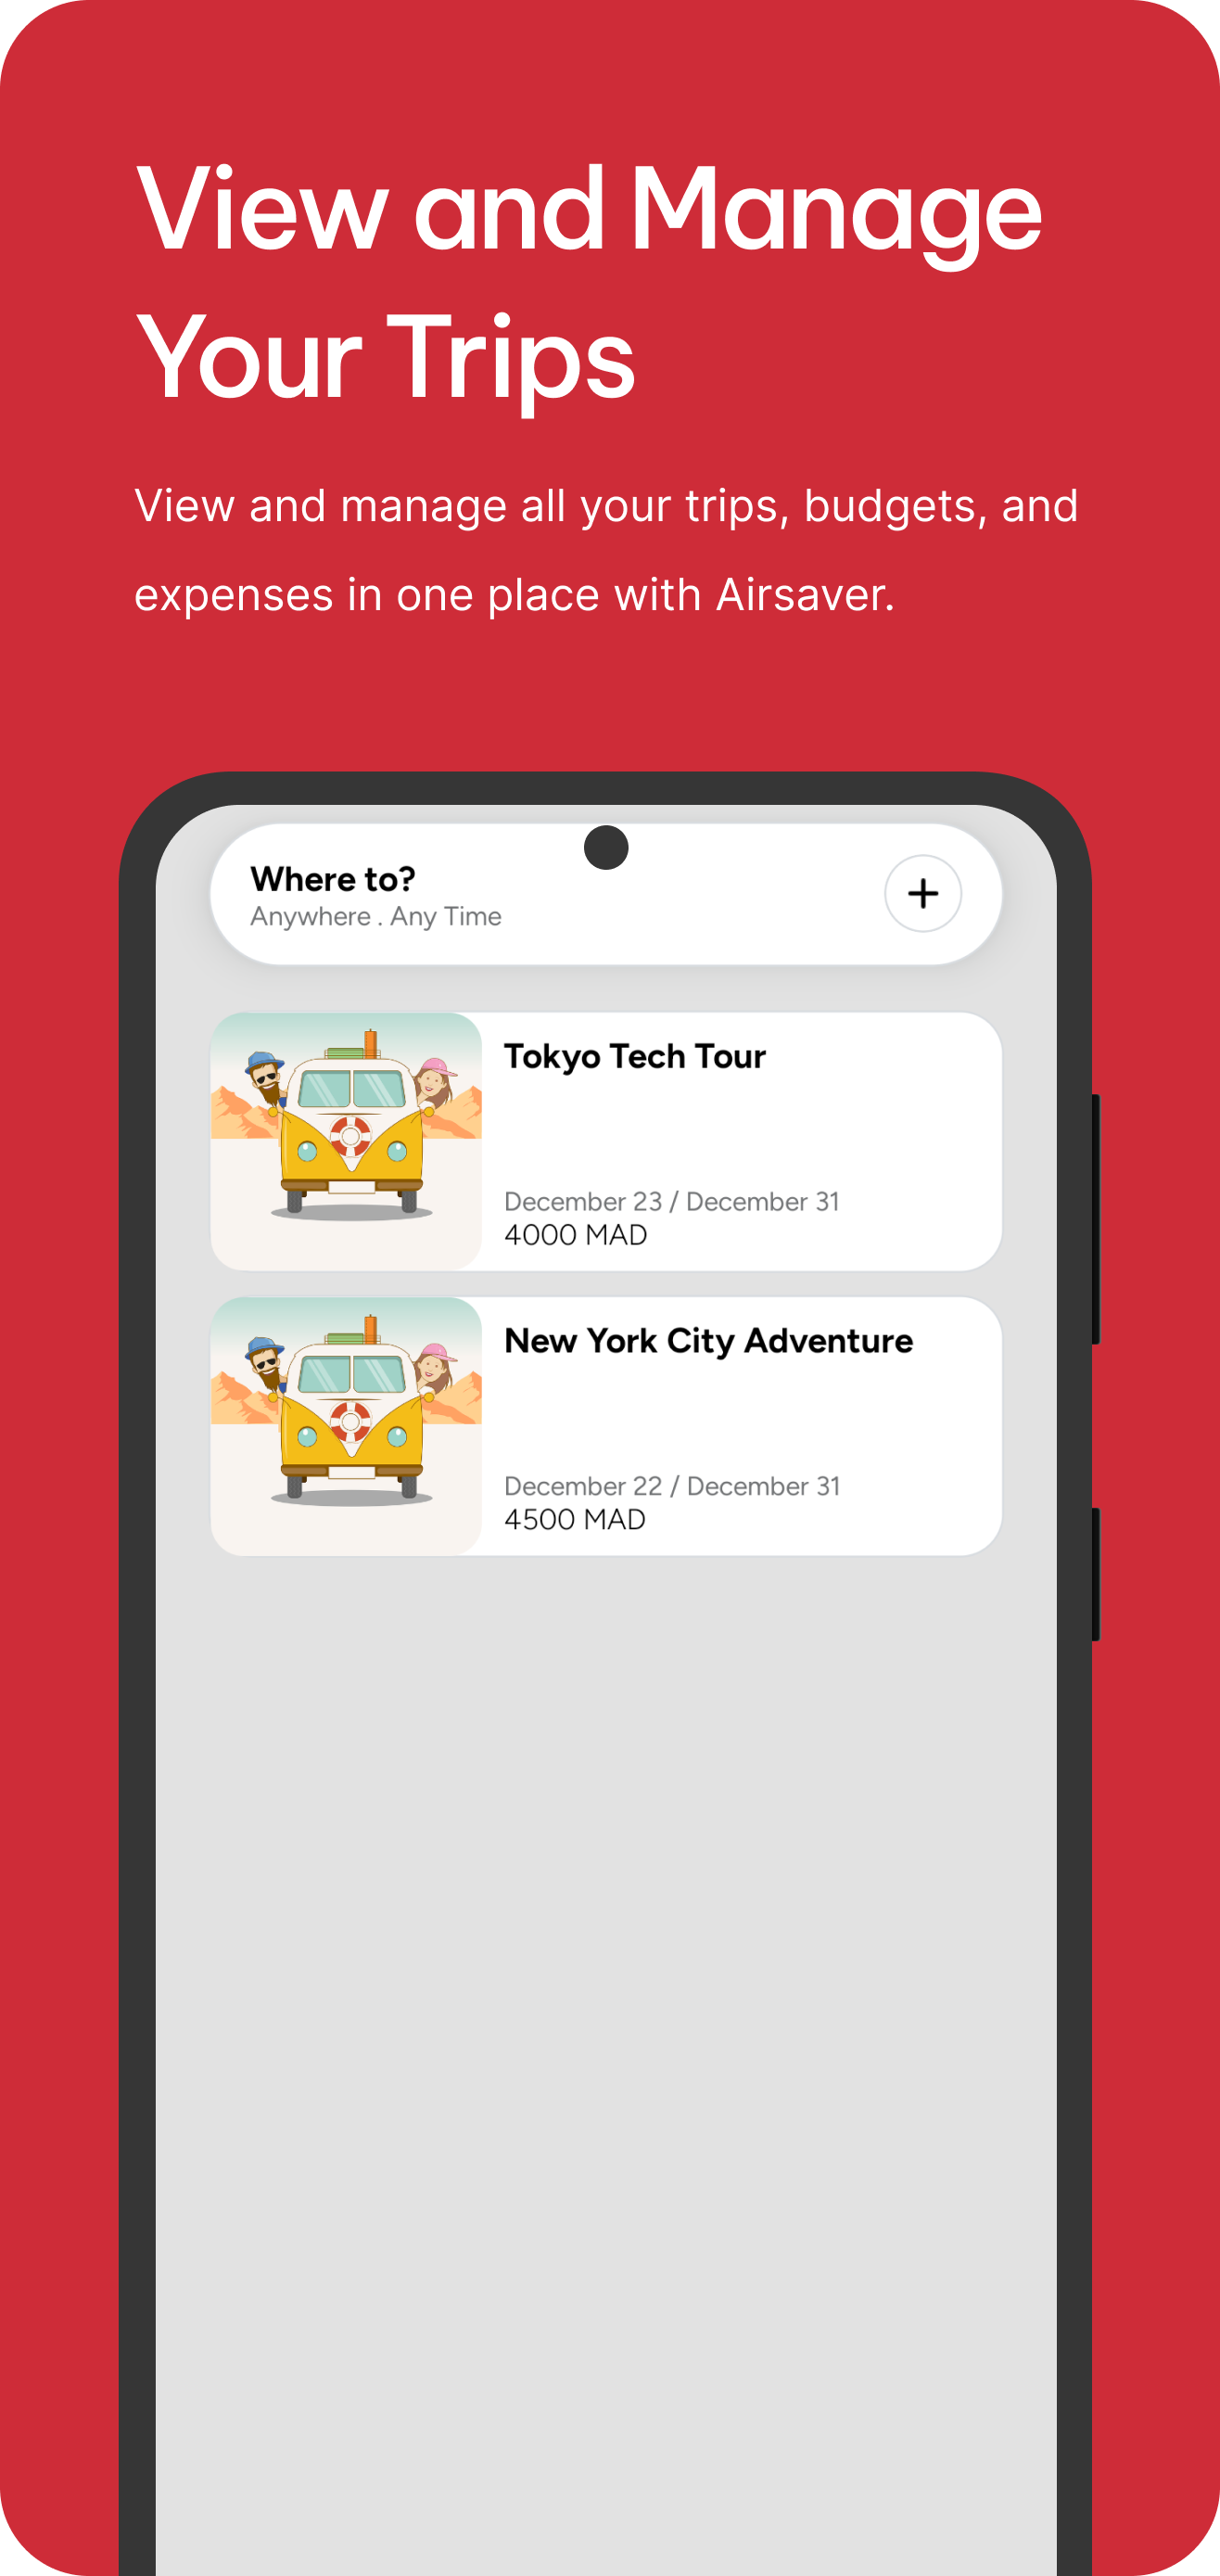 View and Manage
Your Trips
View and manage all your trips, budgets, and
expenses in one place with Airsaver.
Where to?
Anywhere . Any Time
Tokyo Tech Tour
December 23 / December 31
4000 MAD
New York City Adventure
December 22 / December 31
4500 MAD